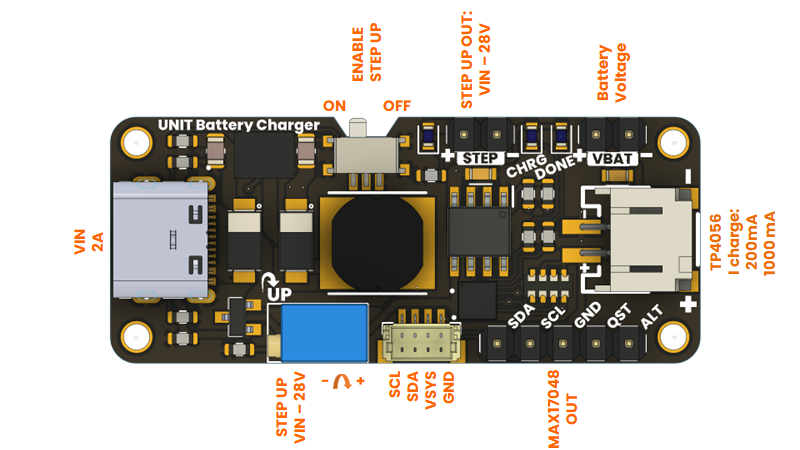 ENABLE
STEP UP
ON
OFF
STEP UP OUT:
VIN – 28V
Battery
Voltage
UNIT Battery Charger
+ STEP -
CHRG
DONE
+ VBAT -
VIN
2A
-
TP4056
I charge:
200mA
1000 mA
+
+
UP
SDA
SCL
GND
QST
ALT
STEP UP
VIN – 28V
- +
SCL
SDA
VSYS
GND
MAX17048
OUT